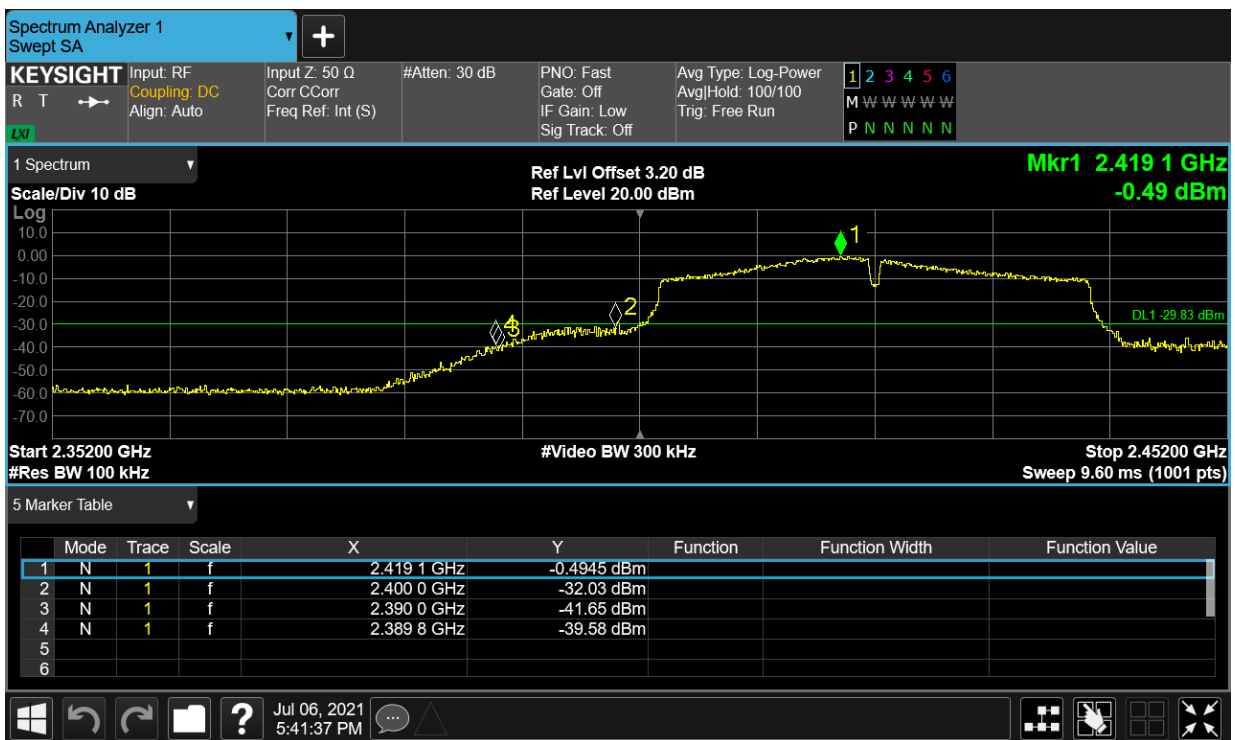 Spectrum Analyzer 1
Swept SA
+
KEYSIGHT
R T
LXI
Input: RF
Coupling: DC
Align: Auto
Input Z: 50 Ω
Corr CCorr
Freq Ref: Int (S)
#Atten: 30 dB
PNO: Fast
Gate: Off
IF Gain: Low
Sig Track: Off
Avg Type: Log-Power
Avg|Hold: 100/100
Trig: Free Run
1 2 3 4 5 6
M W W W W W
P N N N N N
1 Spectrum
Scale/Div 10 dB
Log
Ref Lvl Offset 3.20 dB
Ref Level 20.00 dBm
Mkr1 2.419 1 GHz
-0.49 dBm
10.0
0.00
-10.0
-20.0
-30.0
-40.0
-50.0
-60.0
-70.0
1
2
4
3
DL1 -29.83 dBm
Start 2.35200 GHz #Video BW 300 kHz Stop 2.45200 GHz
#Res BW 100 kHz Sweep 9.60 ms (1001 pts)
5 Marker Table
Mode Trace Scale X Y Function Function Width Function Value
1 N 1 f 2.419 1 GHz -0.4945 dBm
2 N 1 f 2.400 0 GHz -32.03 dBm
3 N 1 f 2.390 0 GHz -41.65 dBm
4 N 1 f 2.389 8 GHz -39.58 dBm
5
6
?
Jul 06, 2021
5:41:37 PM